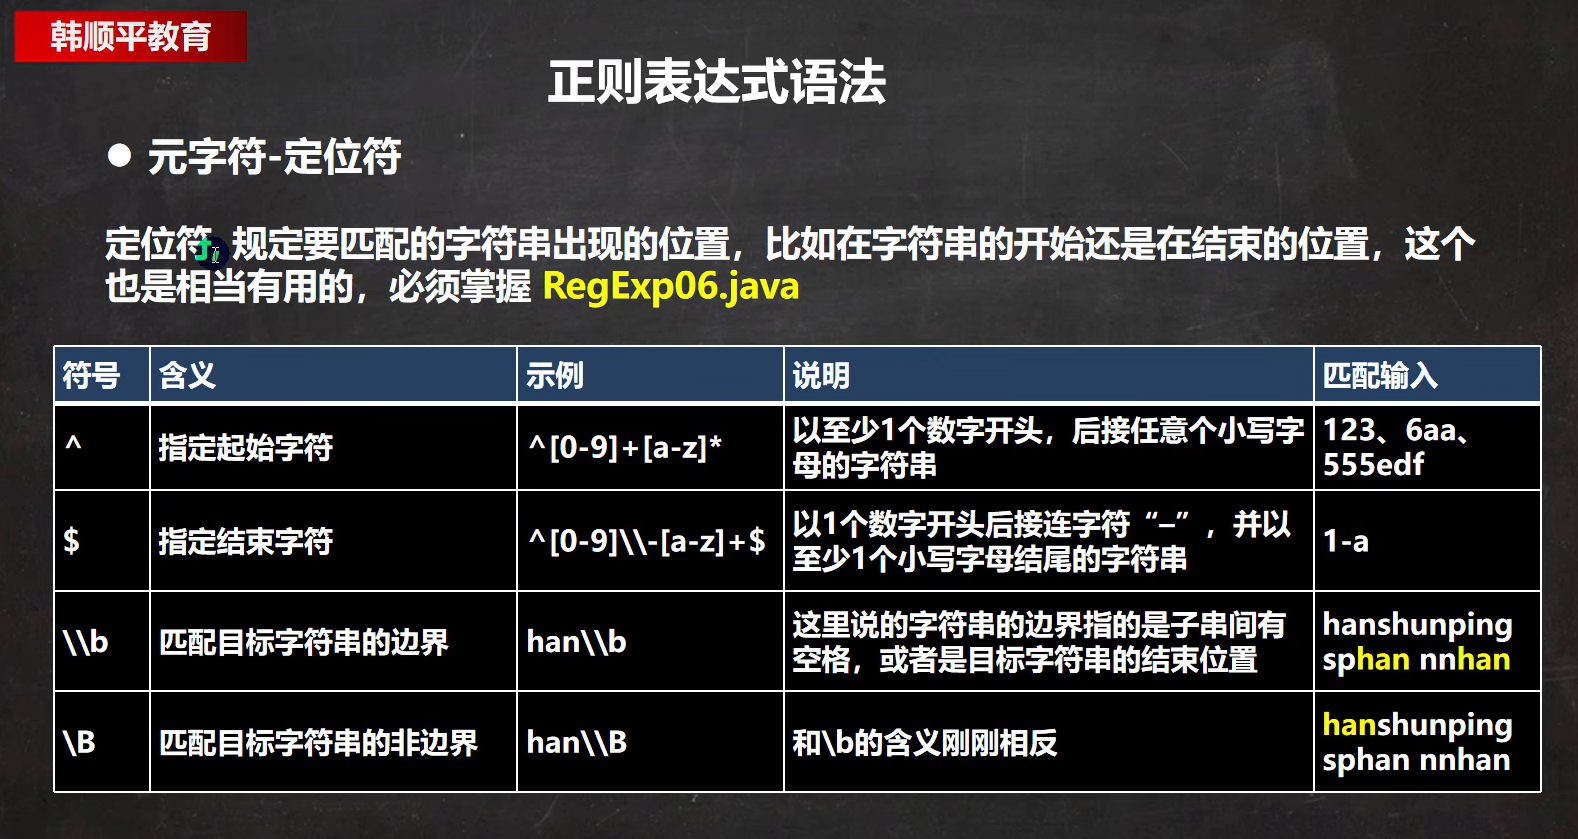 韩顺平教育
正则表达式语法
● 元字符-定位符
定位符, 规定要匹配的字符串出现的位置，比如在字符串的开始还是在结束的位置，这个
也是相当有用的，必须掌握 RegExp06.java
符号 含义 示例 说明 匹配输入
^ 指定起始字符 ^[0-9]+[a-z]* 以至少1个数字开头，后接任意个小写字 123、6aa、
母的字符串 555edf
$ 指定结束字符 ^[0-9]\\-[a-z]+$ 以1个数字开头后接连字符“–”，并以 1-a
至少1个小写字母结尾的字符串
\\b 匹配目标字符串的边界 han\\b 这里说的字符串的边界指的是子串间有 hanshunping
空格，或者是目标字符串的结束位置 sphan nnhan
\B 匹配目标字符串的非边界 han\\B 和\b的含义刚刚相反 hanshunping
sphan nnhan